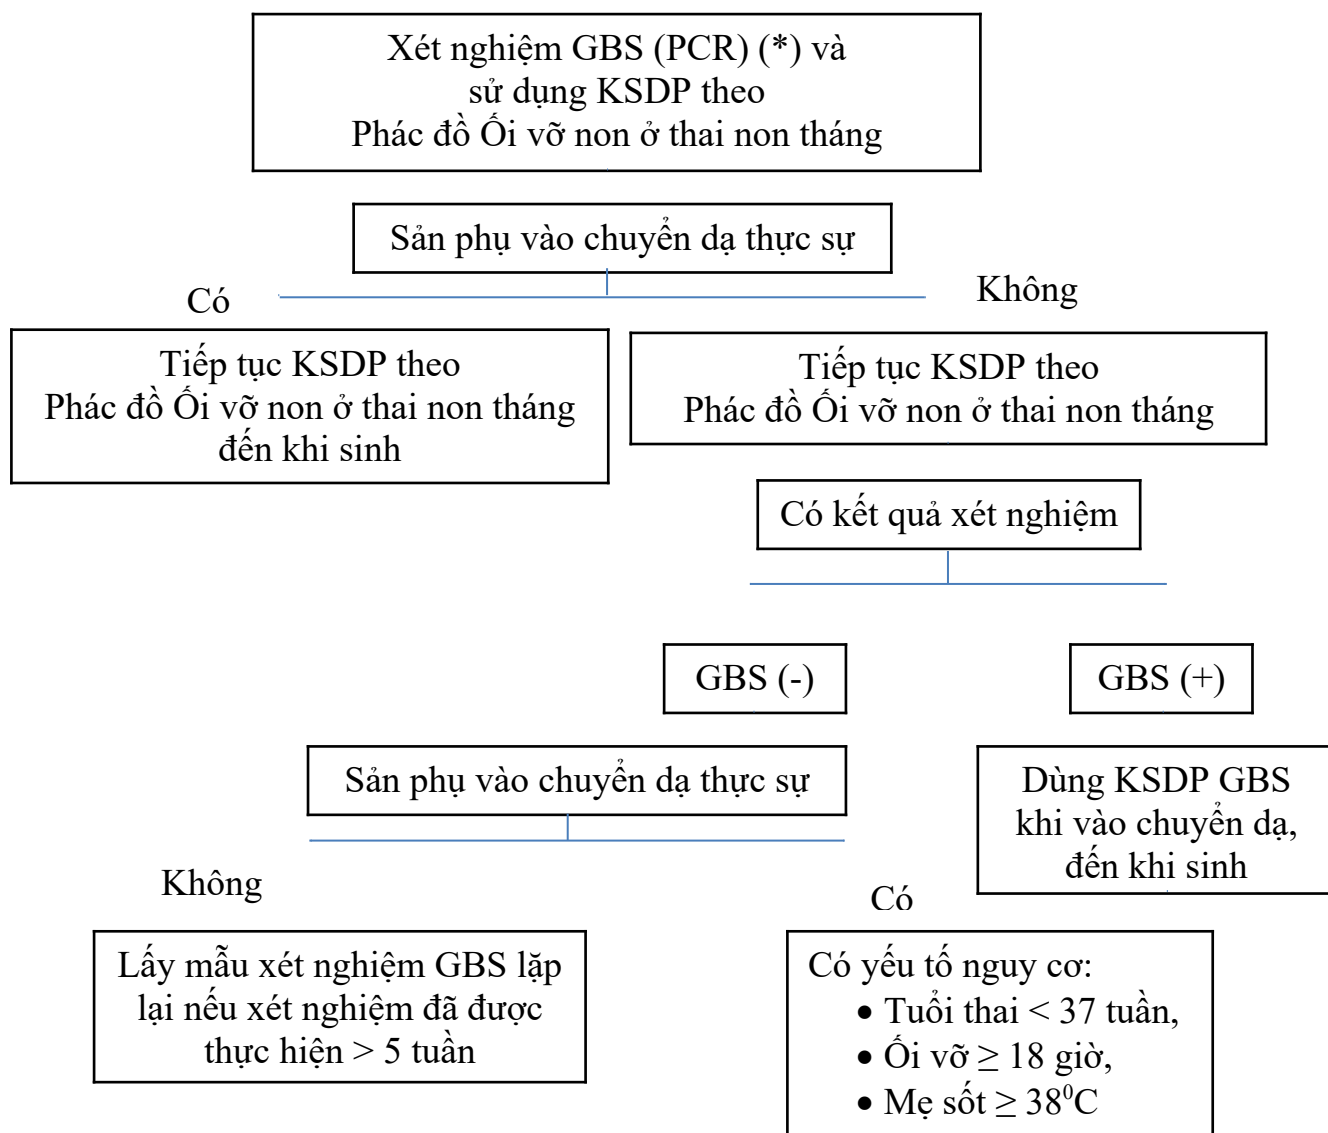 Xét nghiệm GBS (PCR) (*) và
sử dụng KSDP theo
Phác đồ Ối vỡ non ở thai non tháng
Sản phụ vào chuyển dạ thực sự
Có
Không
Tiếp tục KSDP theo
Phác đồ Ối vỡ non ở thai non tháng
đến khi sinh
Tiếp tục KSDP theo
Phác đồ Ối vỡ non ở thai non tháng
Có kết quả xét nghiệm
GBS (-)
GBS (+)
Sản phụ vào chuyển dạ thực sự
Dùng KSDP GBS
khi vào chuyển dạ,
đến khi sinh
Không
Có
Lấy mẫu xét nghiệm GBS lặp
lại nếu xét nghiệm đã được
thực hiện > 5 tuần
Có yếu tố nguy cơ:
• Tuổi thai < 37 tuần,
• Ối vỡ ≥ 18 giờ,
• Mẹ sốt ≥ 38⁰C